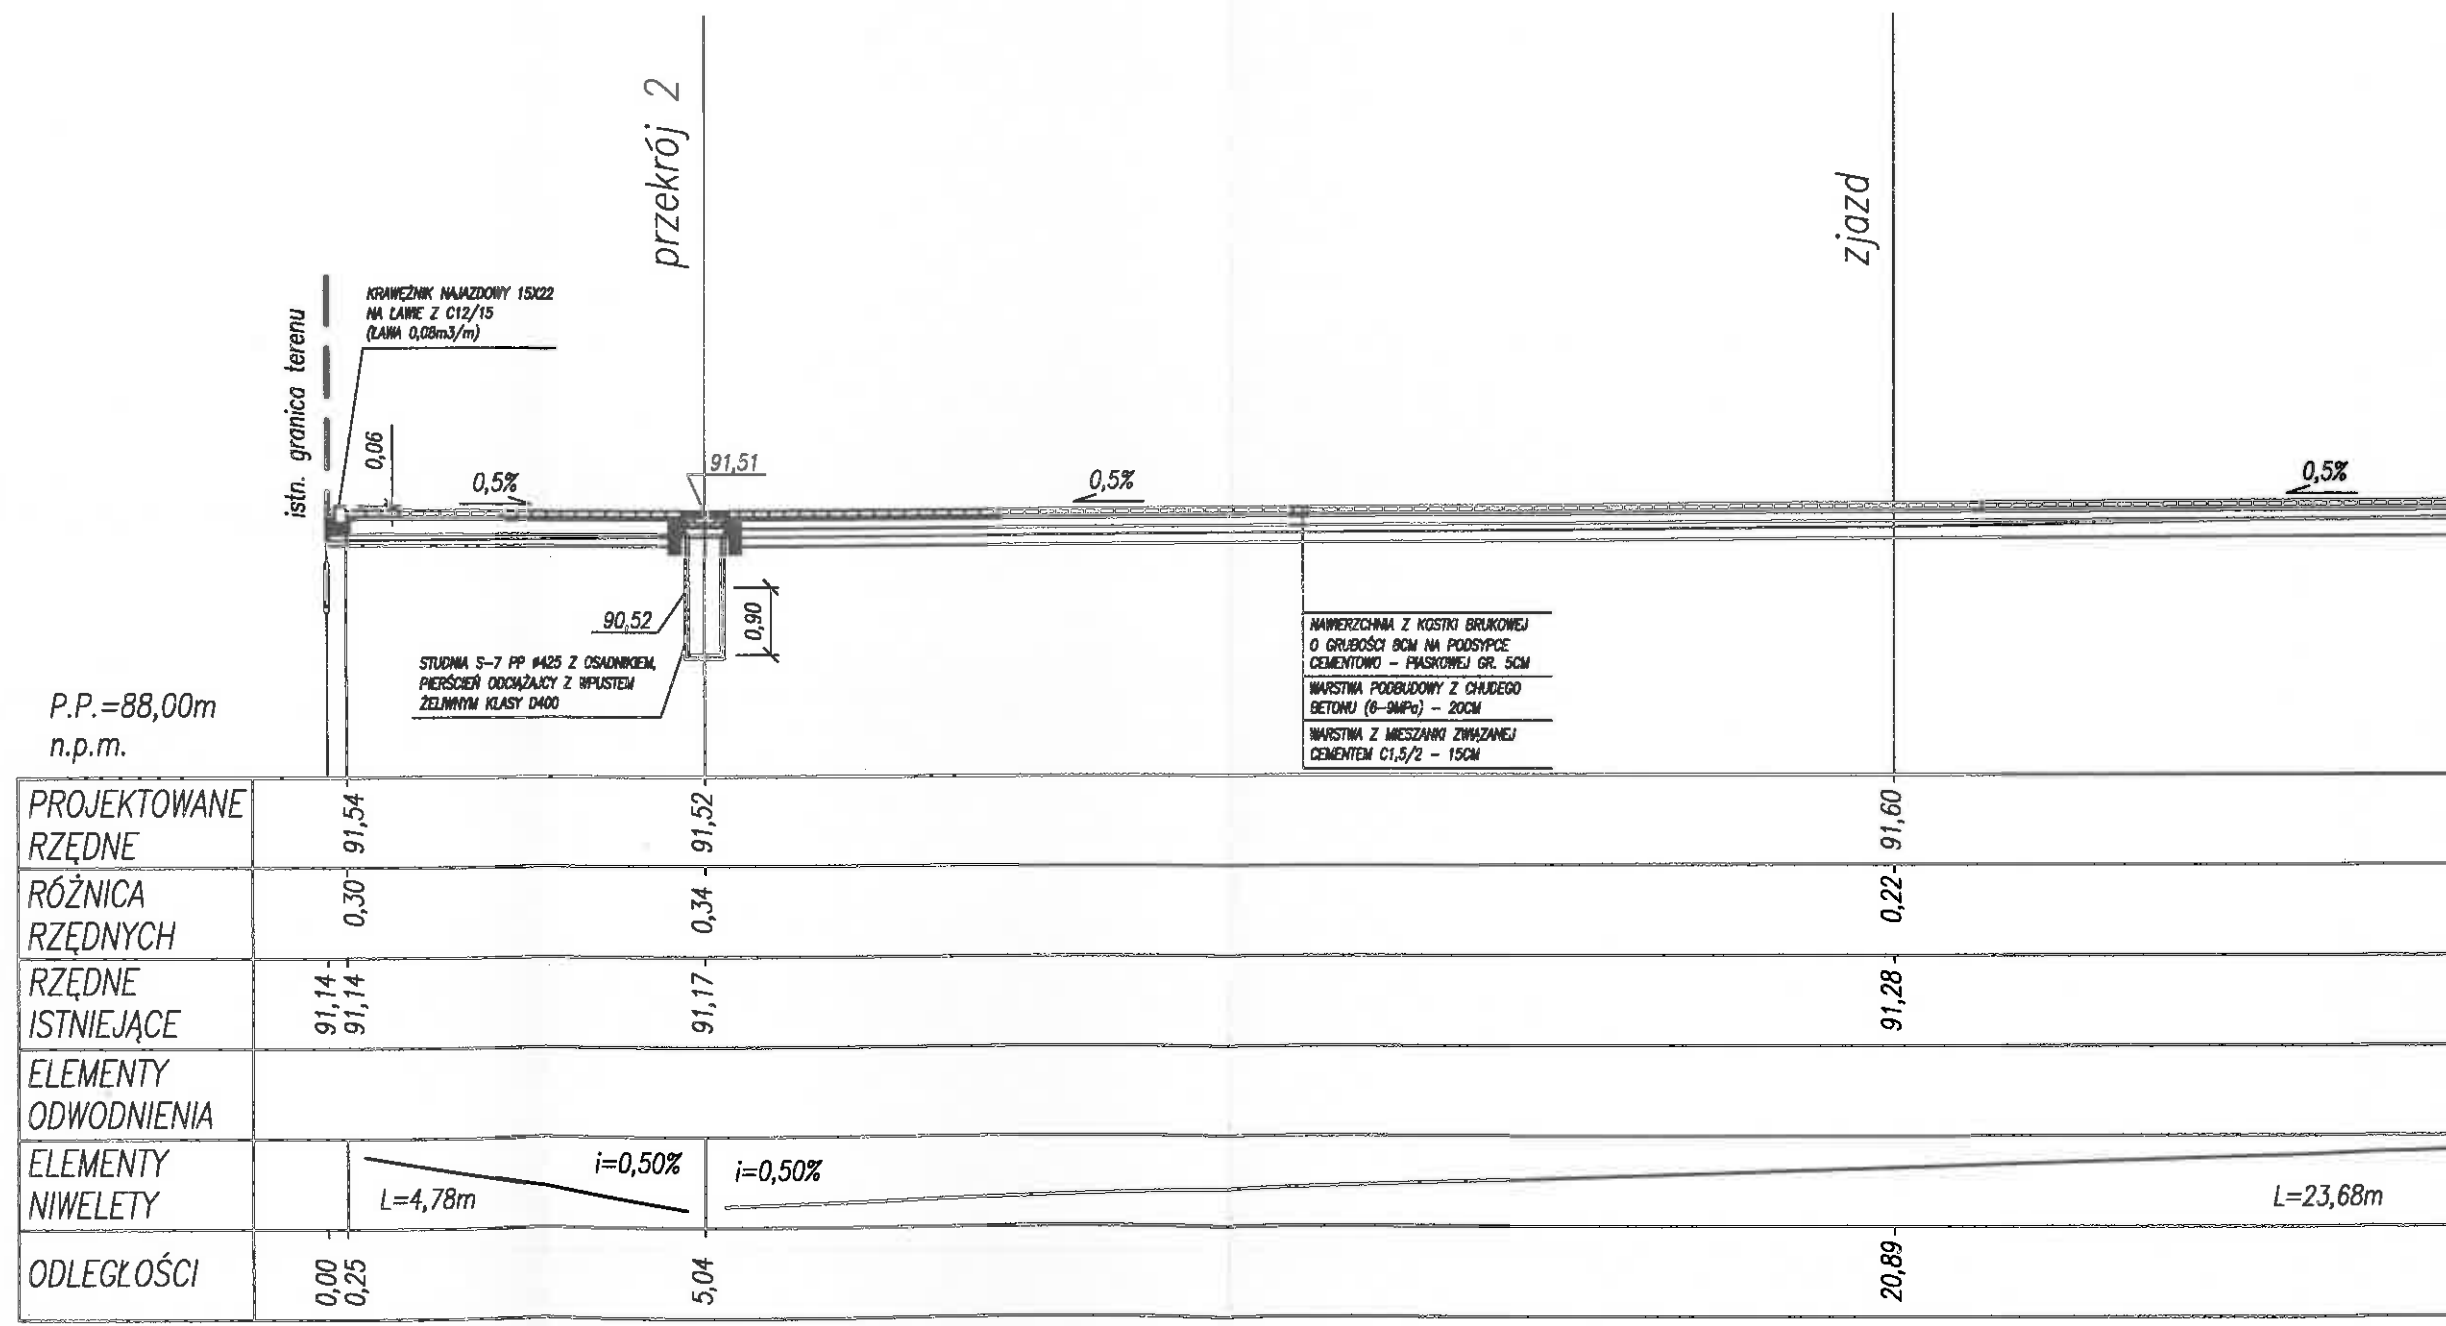 przekrój 2
zjazd
istn. granica terenu
KRAWĘŻNIK NAJAZDOWY 15X22
NA ŁAWIE Z C12/15
(ŁAWA 0,08m3/m)
0,06
0,5%
91,51
0,5%
0,5%
90,52
0,90
STUDNIA S-7 PP ø425 Z OSADNIKIEM,
PIERŚCIEŃ ODCIĄŻAJCY Z WPUSTEM
ŻELIWNYM KLASY D400
NAWIERZCHNIA Z KOSTKI BRUKOWEJ
O GRUBOŚCI 8CM NA PODSYPCE
CEMENTOWO - PIASKOWEJ GR. 5CM
WARSTWA PODBUDOWY Z CHUDEGO
BETONU (6-9MPa) - 20CM
WARSTWA Z MIESZANKI ZWIĄZANEJ
CEMENTEM C1,5/2 - 15CM
P.P.=88,00m
n.p.m.
PROJEKTOWANE
RZĘDNE
91,54
91,52
91,60
RÓŻNICA
RZĘDNYCH
0,30
0,34
0,22
RZĘDNE
ISTNIEJĄCE
91,14
91,14
91,17
91,28
ELEMENTY
ODWODNIENIA
ELEMENTY
NIWELETY
L=4,78m
i=0,50%
i=0,50%
L=23,68m
ODLEGŁOŚCI
0,00
0,25
5,04
20,89